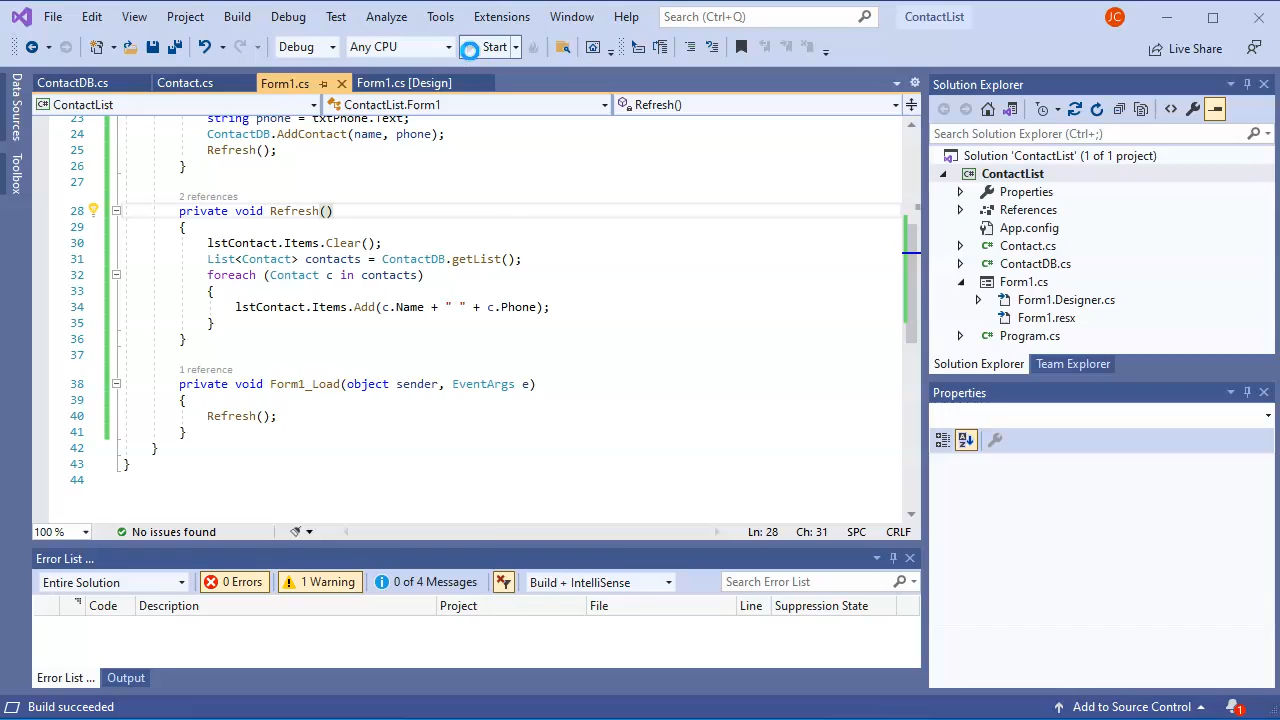 File Edit View Project Build Debug Test Analyze Tools Extensions Window Help Search (Ctrl+Q) ContactList JC
Debug Any CPU Start Live Share
Data Sources
Toolbox
ContactDB.cs Contact.cs Form1.cs Form1.cs [Design]
ContactList ContactList.Form1 Refresh()
23 string phone = txtPhone.Text;
24 ContactDB.AddContact(name, phone);
25 Refresh();
26 }
27
2 references
28 private void Refresh()
29 {
30 lstContact.Items.Clear();
31 List<Contact> contacts = ContactDB.getList();
32 foreach (Contact c in contacts)
33 {
34 lstContact.Items.Add(c.Name + " " + c.Phone);
35 }
36 }
37
1 reference
38 private void Form1_Load(object sender, EventArgs e)
39 {
40 Refresh();
41 }
42 }
43 }
44
100 % No issues found Ln: 28 Ch: 31 SPC CRLF
Error List ...
Entire Solution 0 Errors 1 Warning 0 of 4 Messages Build + IntelliSense Search Error List
Code Description Project File Line Suppression State
Error List ... Output
Solution Explorer
Search Solution Explorer (Ctrl+;)
Solution 'ContactList' (1 of 1 project)
ContactList
Properties
References
App.config
Contact.cs
ContactDB.cs
Form1.cs
Form1.Designer.cs
Form1.resx
Program.cs
Solution Explorer Team Explorer
Properties
Build succeeded Add to Source Control 1